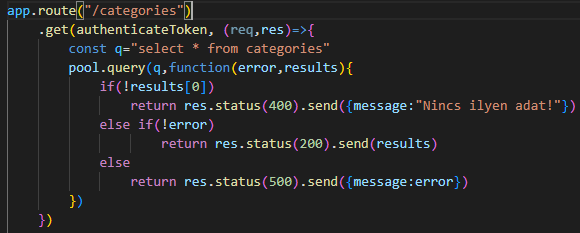 app.route("/categories")
.get(authenticateToken, (req,res)=>{
const q="select * from categories"
pool.query(q,function(error,results){
if(!results[0])
return res.status(400).send({message:"Nincs ilyen adat!"})
else if(!error)
return res.status(200).send(results)
else
return res.status(500).send({message:error})
})
})